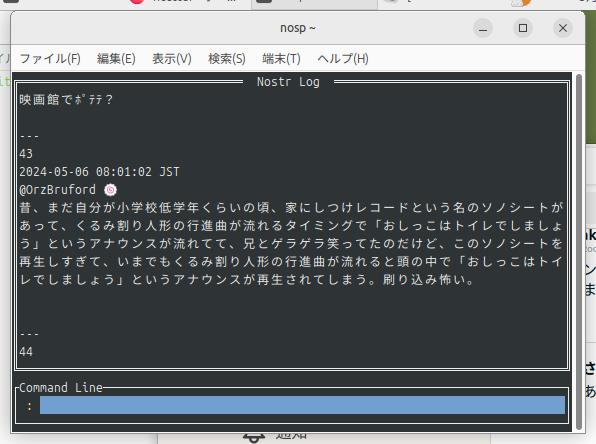 nosp ~
ファイル(F) 編集(E) 表示(V) 検索(S) 端末(T) ヘルプ(H)
Nostr Log
映画館でﾎﾟﾃﾃ？
---
43
2024-05-06 08:01:02 JST
@OrzBruford 🍥
昔、まだ自分が小学校低学年くらいの頃、家にしつけレコードという名のソノシートが
あって、くるみ割り人形の行進曲が流れるタイミングで「おしっこはトイレでしましょ
う」というアナウンスが流れてて、兄とゲラゲラ笑ってたのだけど、このソノシートを
再生しすぎて、いまでもくるみ割り人形の行進曲が流れると頭の中で「おしっこはトイ
レでしましょう」というアナウンスが再生されてしまう。刷り込み怖い。
---
44
Command Line
:
通知